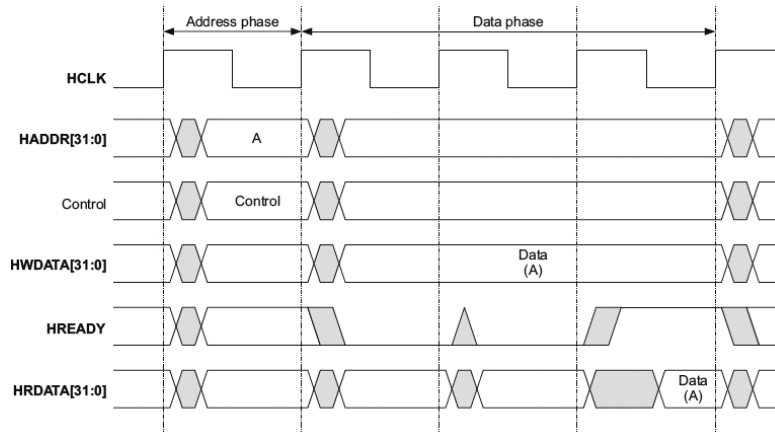 Address phase Data phase
HCLK
HADDR[31:0] A
Control Control
HWDATA[31:0] Data
(A)
HREADY
HRDATA[31:0] Data
(A)